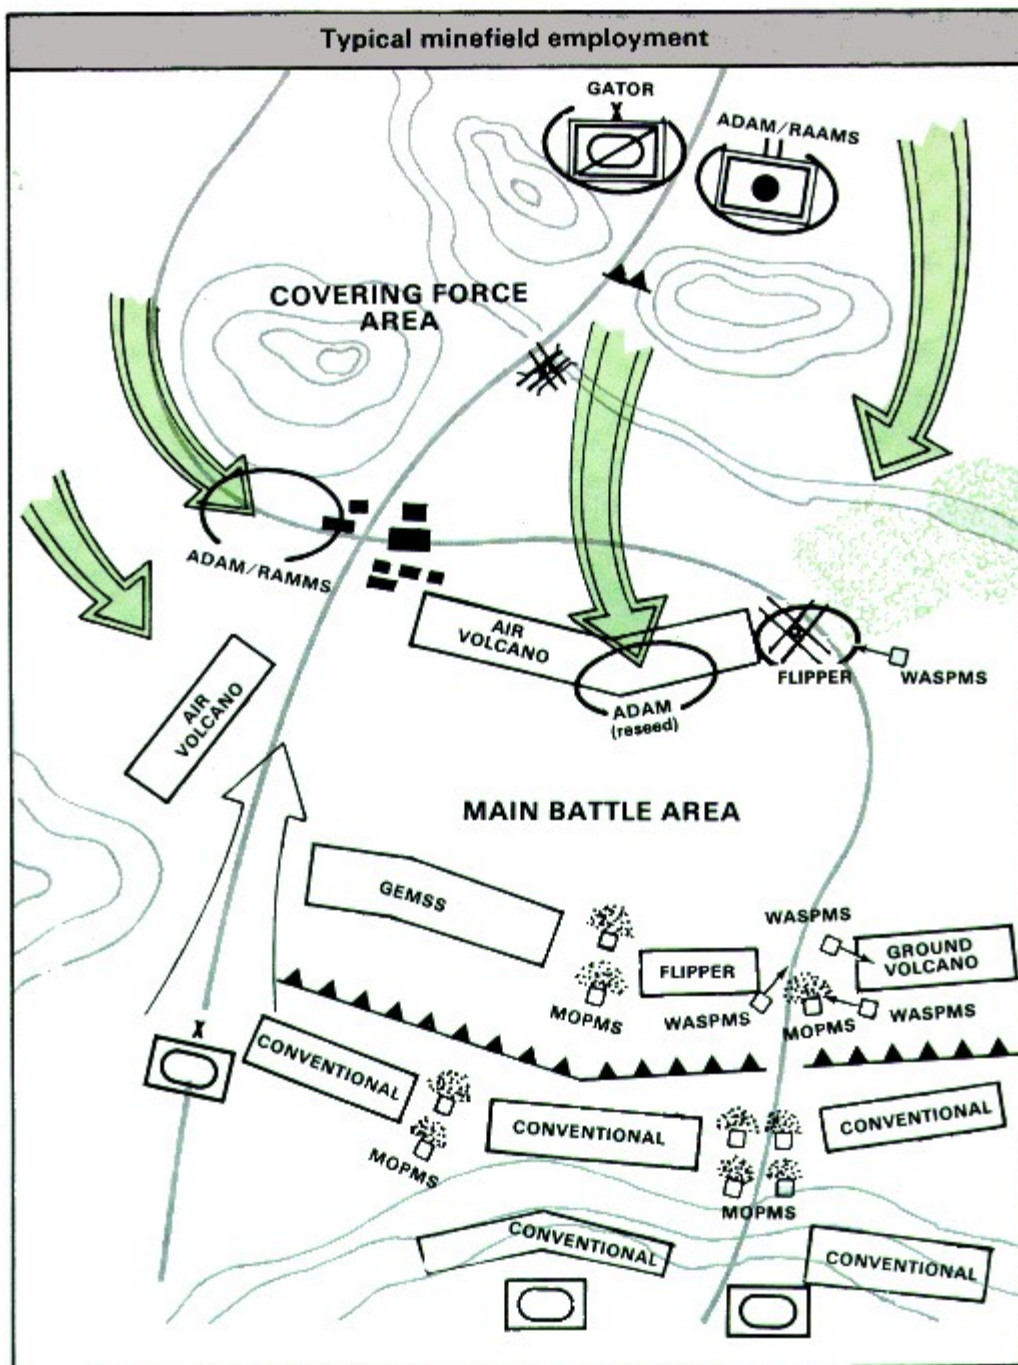 Typical minefield employment
GATOR
ADAM/RAAMS
COVERING FORCE
AREA
ADAM/RAMMS
AIR
VOLCANO
FLIPPER
WASPMS
AIR
VOLCANO
ADAM
(reseed)
MAIN BATTLE AREA
GEMSS
WASPMS
GROUND
VOLCANO
FLIPPER
MOPMS
WASPMS
MOPMS
WASPMS
CONVENTIONAL
CONVENTIONAL
CONVENTIONAL
MOPMS
MOPMS
CONVENTIONAL
CONVENTIONAL